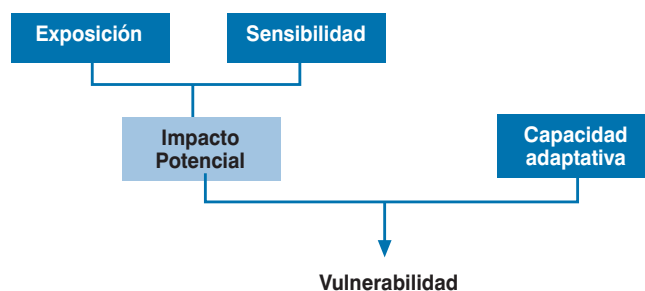 Exposición
Sensibilidad
Impacto
Potencial
Capacidad
adaptativa
Vulnerabilidad